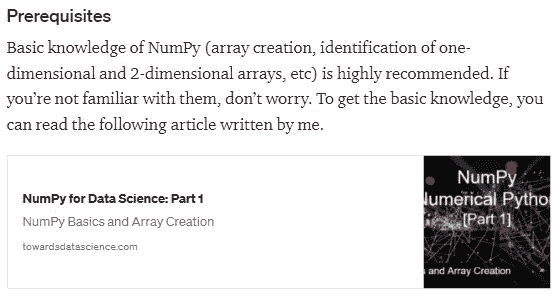 Prerequisites
Basic knowledge of NumPy (array creation, identification of one-
dimensional and 2-dimensional arrays, etc) is highly recommended. If
you’re not familiar with them, don’t worry. To get the basic knowledge, you
can read the following article written by me.
NumPy for Data Science: Part 1
NumPy Basics and Array Creation
towardsdatascience.com
NumPy
Numerical Pytho
[Part 1]
s and Array Creation